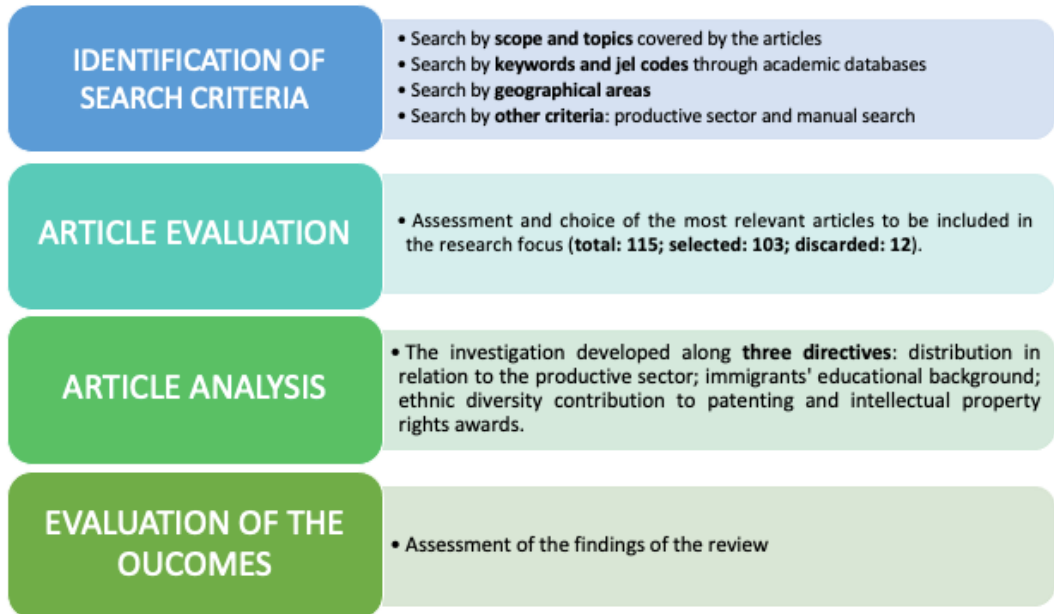 IDENTIFICATION OF
SEARCH CRITERIA
• Search by scope and topics covered by the articles
• Search by keywords and jel codes through academic databases
• Search by geographical areas
• Search by other criteria: productive sector and manual search
ARTICLE EVALUATION
• Assessment and choice of the most relevant articles to be included in
the research focus (total: 115; selected: 103; discarded: 12).
ARTICLE ANALYSIS
• The investigation developed along three directives: distribution in
relation to the productive sector; immigrants' educational background;
ethnic diversity contribution to patenting and intellectual property
rights awards.
EVALUATION OF THE
OUCOMES
• Assessment of the findings of the review